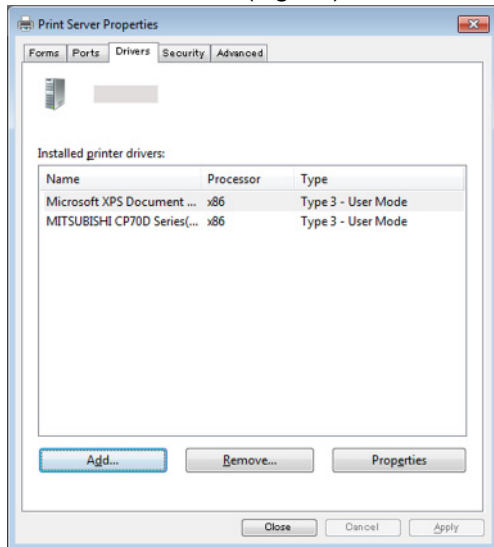 Print Server Properties
Forms Ports Drivers Security Advanced
Installed printer drivers:
Name Processor Type
Microsoft XPS Document ... x86 Type 3 - User Mode
MITSUBISHI CP70D Series(... x86 Type 3 - User Mode
Add... Remove... Properties
Close Cancel Apply